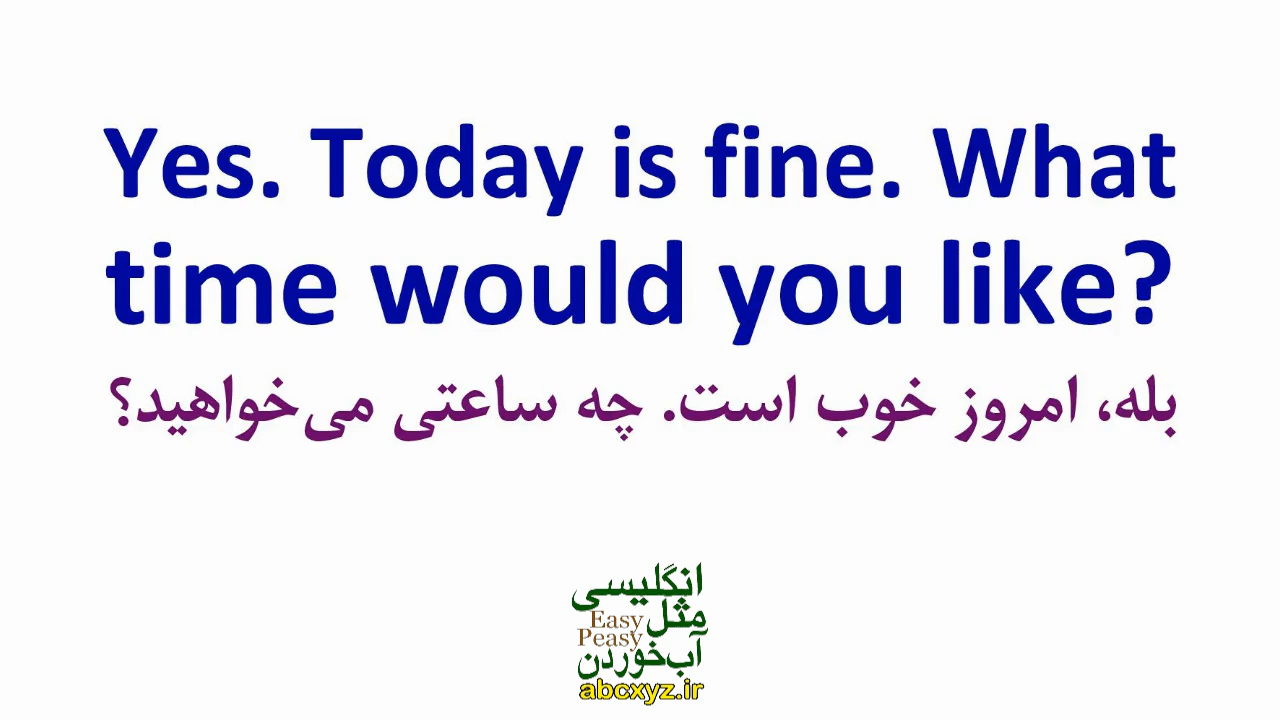 Yes. Today is fine. What
time would you like?
بله، امروز خوب است. چه ساعتی می‌خواهید؟
انگلیسی
مثل
Easy
Peasy
آب‌خوردن
abcxyz.ir